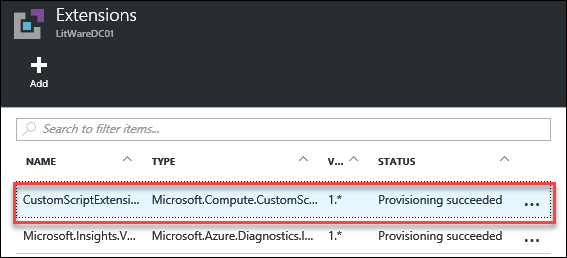 Extensions
LitWareDC01
Add
Search to filter items...
NAME TYPE V... STATUS
CustomScriptExtensi... Microsoft.Compute.CustomSc... 1.* Provisioning succeeded ...
Microsoft.Insights.V... Microsoft.Azure.Diagnostics.I... 1.* Provisioning succeeded ...